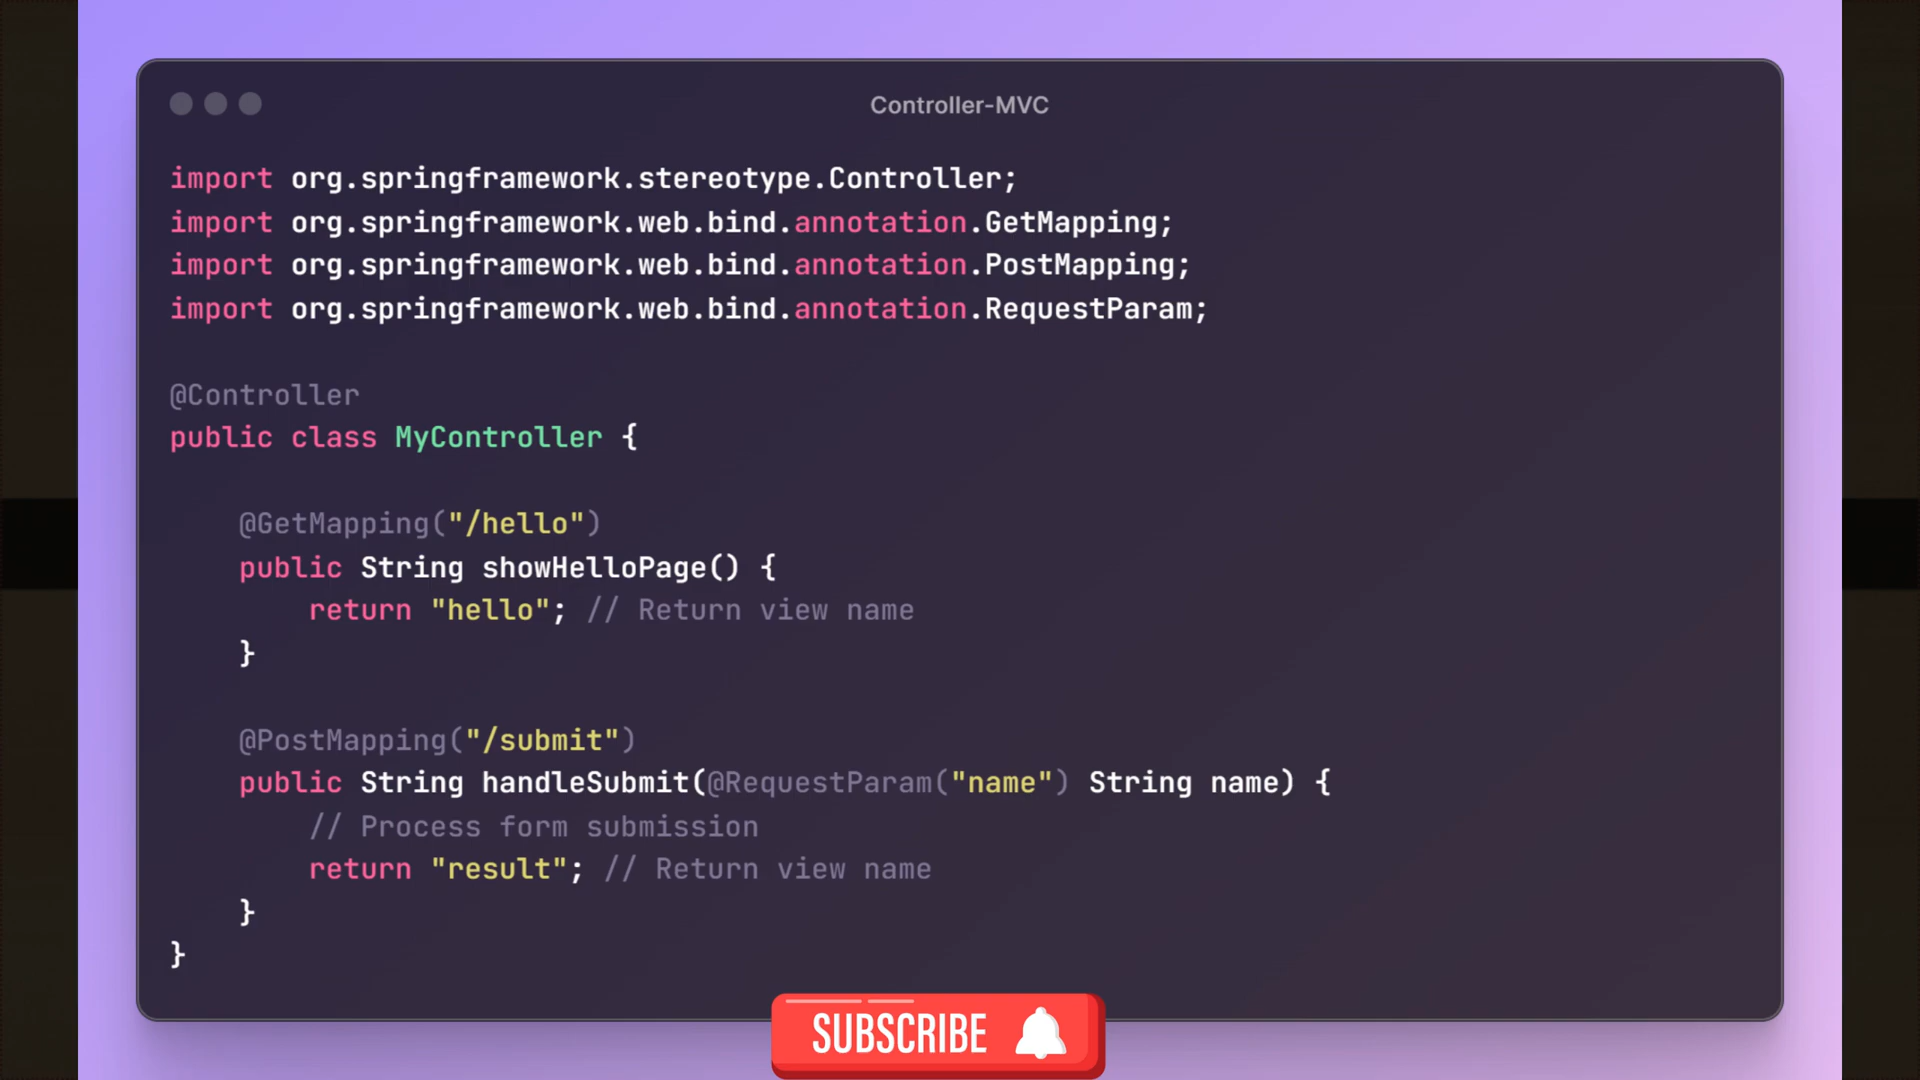 Controller-MVC
import org.springframework.stereotype.Controller;
import org.springframework.web.bind.annotation.GetMapping;
import org.springframework.web.bind.annotation.PostMapping;
import org.springframework.web.bind.annotation.RequestParam;
@Controller
public class MyController {
@GetMapping("/hello")
public String showHelloPage() {
return "hello"; // Return view name
}
@PostMapping("/submit")
public String handleSubmit(@RequestParam("name") String name) {
// Process form submission
return "result"; // Return view name
}
}
SUBSCRIBE